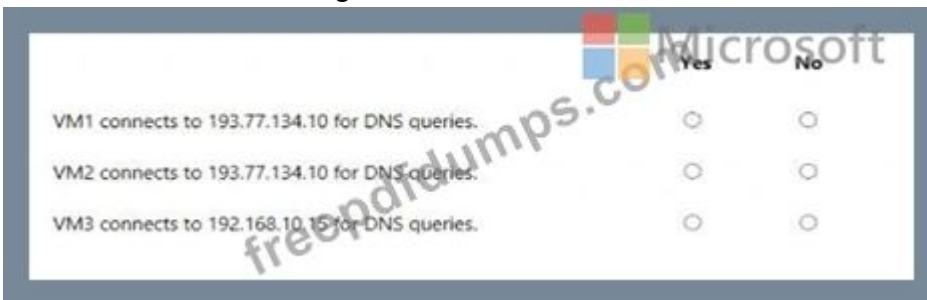 Microsoft
Yes No
VM1 connects to 193.77.134.10 for DNS queries.
VM2 connects to 193.77.134.10 for DNS queries.
VM3 connects to 192.168.10.15 for DNS queries.
freepdfdumps.com